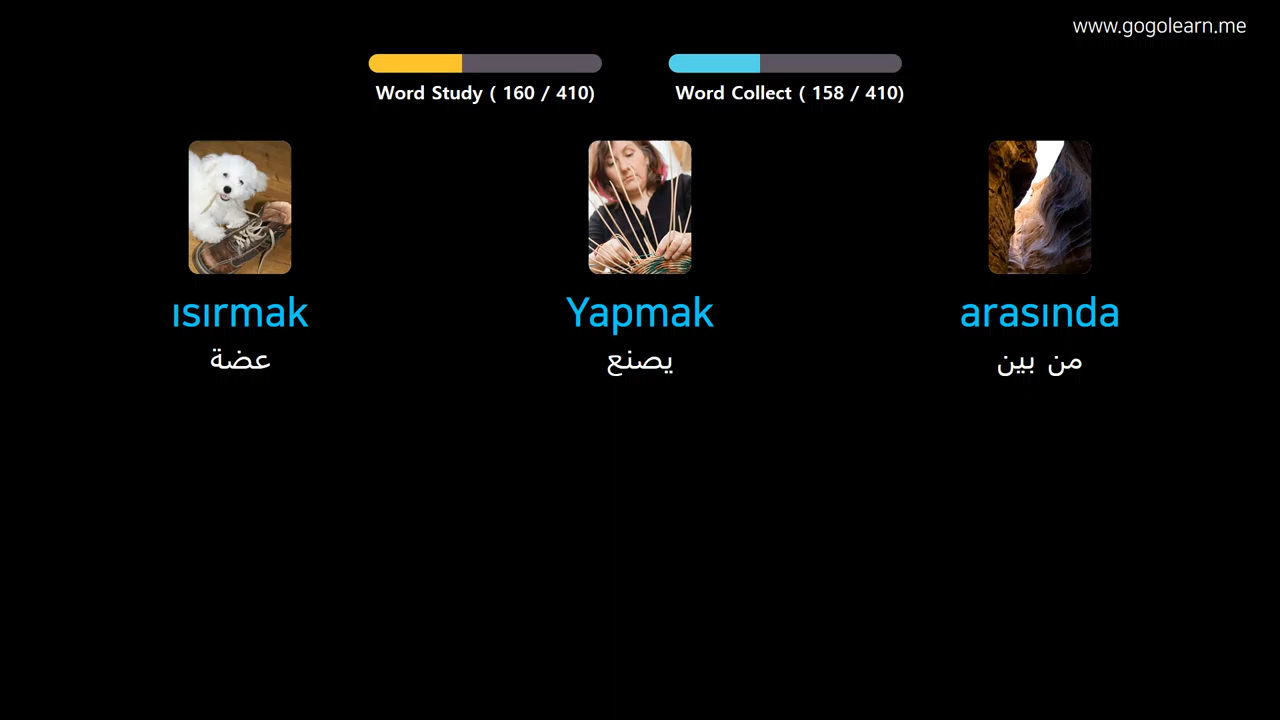 www.gogolearn.me
Word Study ( 160 / 410)
Word Collect ( 158 / 410)
ısırmak
Yapmak
arasında
عضة
يصنع
من بين